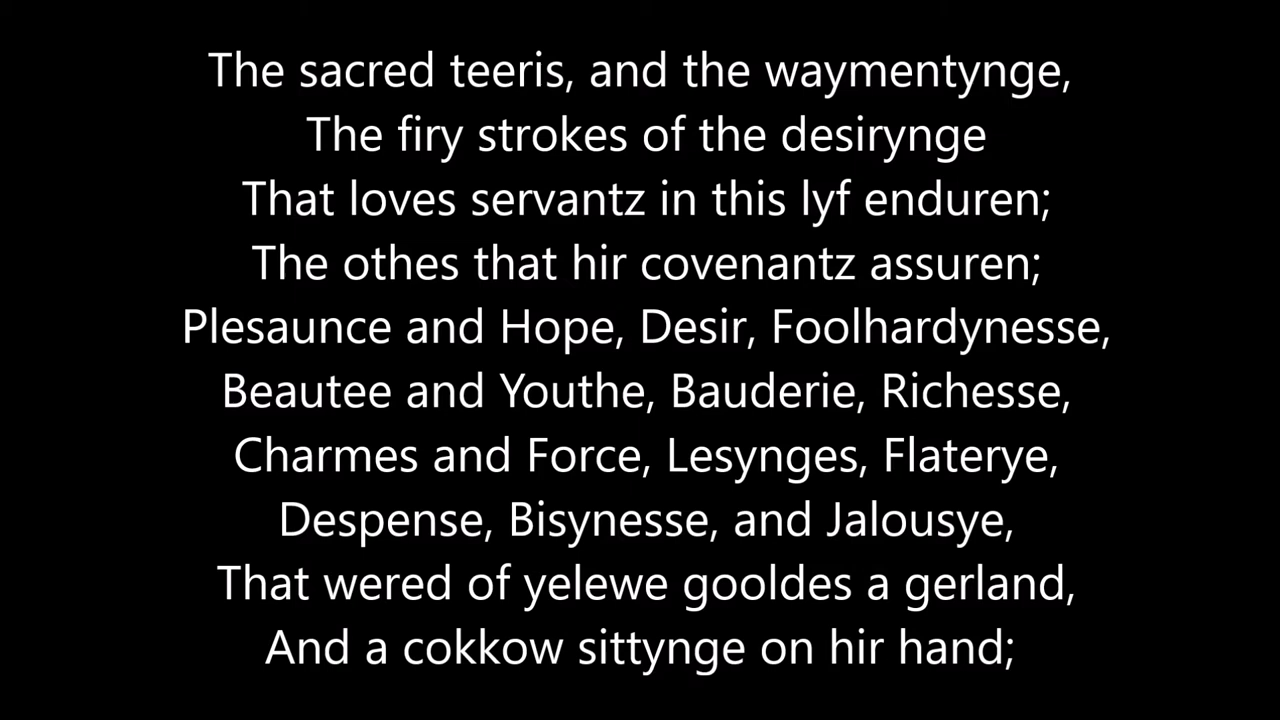 The sacred teeris, and the waymentynge,
The firy strokes of the desirynge
That loves servantz in this lyf enduren;
The othes that hir covenantz assuren;
Plesaunce and Hope, Desir, Foolhardynesse,
Beautee and Youthe, Bauderie, Richesse,
Charmes and Force, Lesynges, Flaterye,
Despense, Bisynesse, and Jalousye,
That wered of yelewe gooldes a gerland,
And a cokkow sittynge on hir hand;